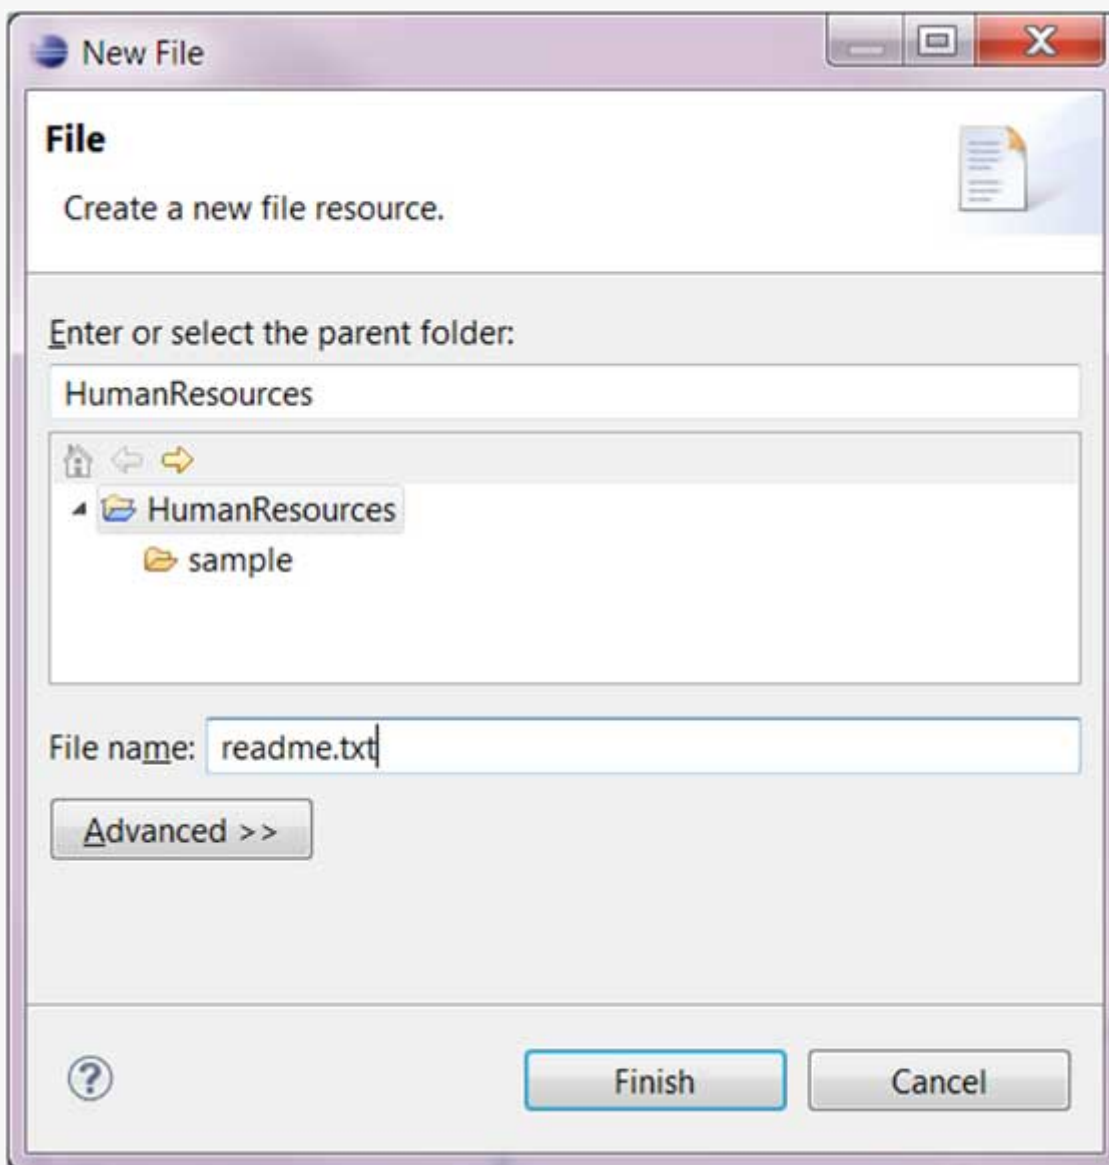 New File
File
Create a new file resource.
Enter or select the parent folder:
HumanResources
HumanResources
sample
File name: readme.txt
Advanced >>
Finish Cancel